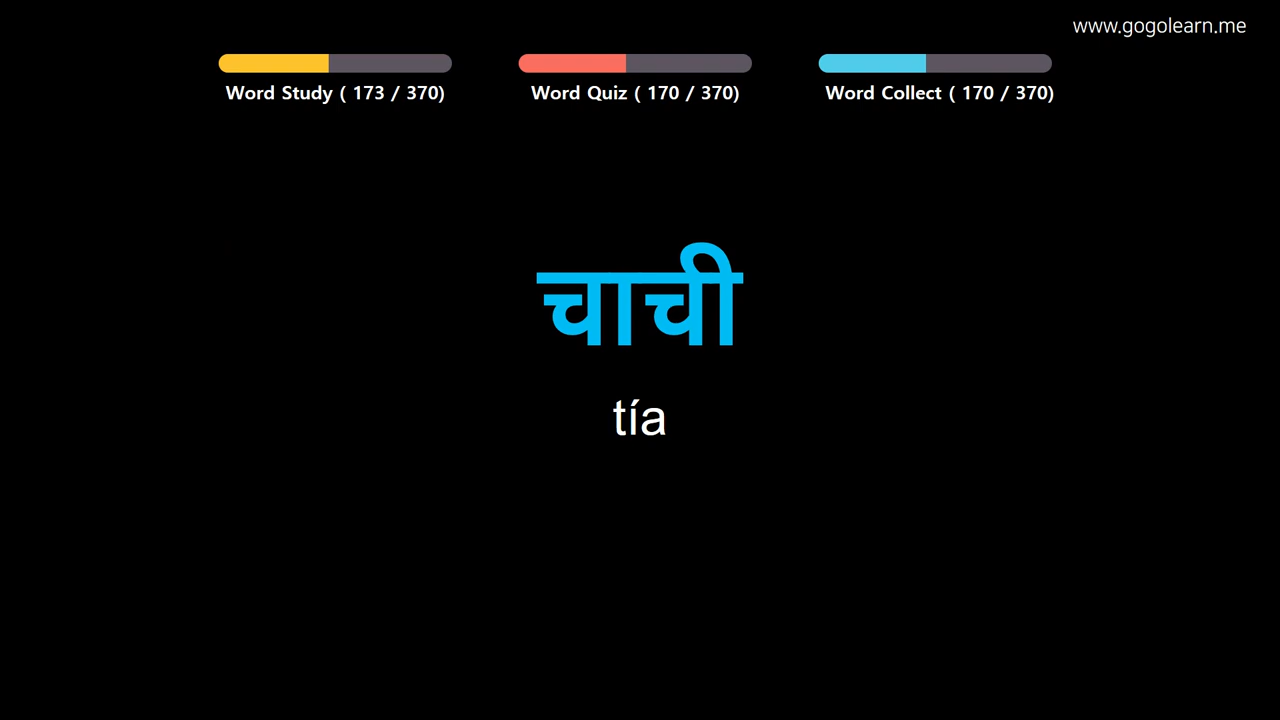 www.gogolearn.me
Word Study ( 173 / 370)
Word Quiz ( 170 / 370)
Word Collect ( 170 / 370)
चाची
tía